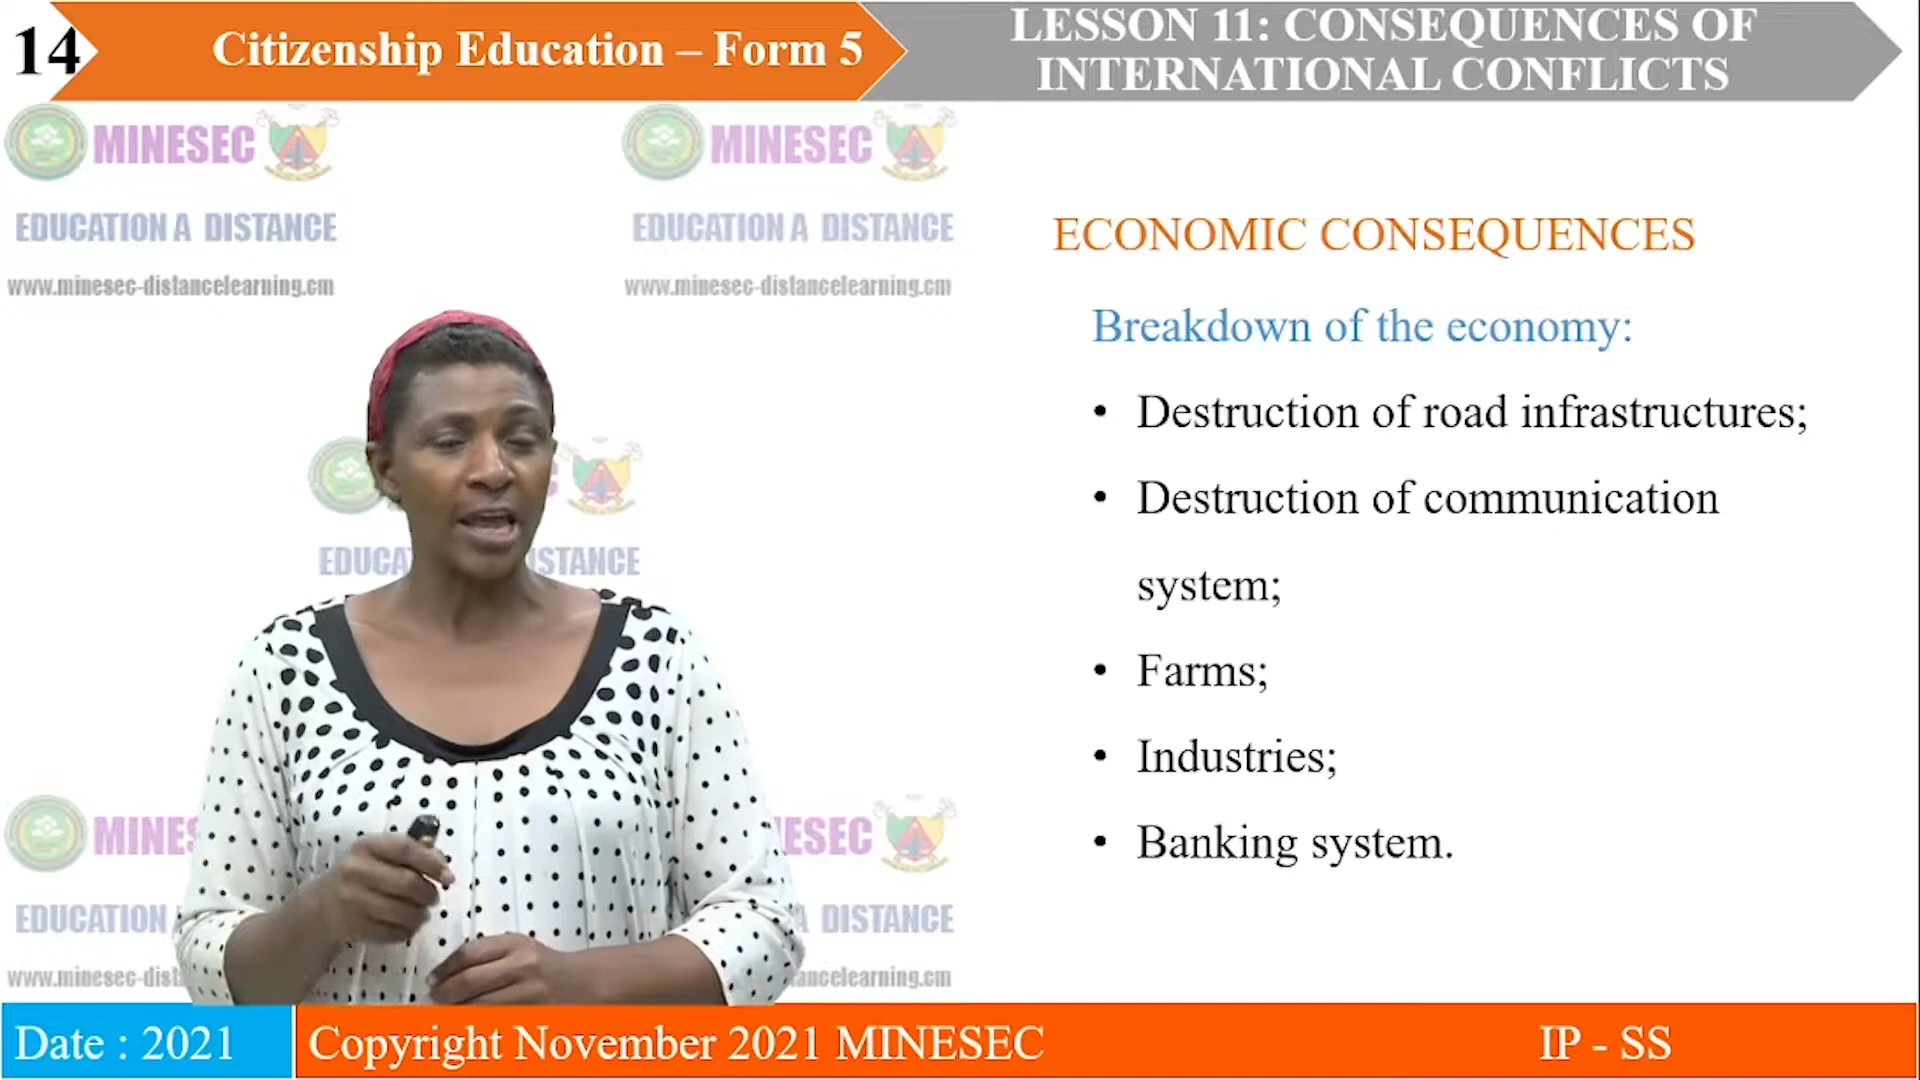 14
Citizenship Education – Form 5
LESSON 11: CONSEQUENCES OF
INTERNATIONAL CONFLICTS
MINESEC
MINESEC
EDUCATION A DISTANCE
EDUCATION A DISTANCE
www.minesec-distancelearning.cm
www.minesec-distancelearning.cm
ECONOMIC CONSEQUENCES
Breakdown of the economy:
• Destruction of road infrastructures;
• Destruction of communication
system;
• Farms;
• Industries;
• Banking system.
Date : 2021
Copyright November 2021 MINESEC
IP - SS